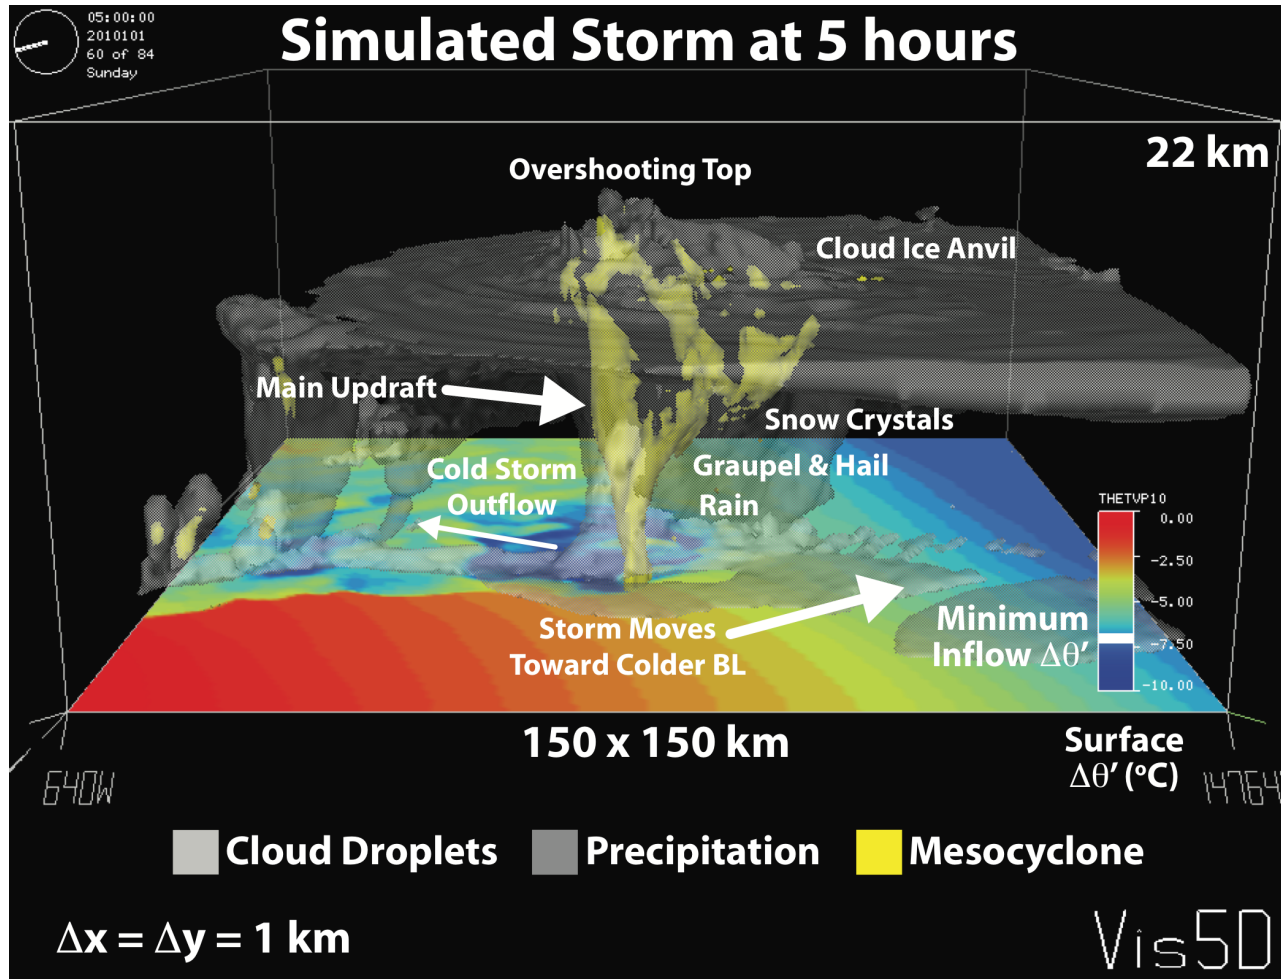 05:00:00
2010101
60 of 84
Sunday
Simulated Storm at 5 hours
22 km
Overshooting Top
Cloud Ice Anvil
Main Updraft
Snow Crystals
Cold Storm
Outflow
Graupel & Hail
Rain
THETVP10
0.00
-2.50
-5.00
-7.50
-10.00
Storm Moves
Toward Colder BL
Minimum
Inflow Δθ’
150 x 150 km
Surface
Δθ’ (ºC)
640W
14764
Cloud Droplets
Precipitation
Mesocyclone
Δx = Δy = 1 km
Vis5D